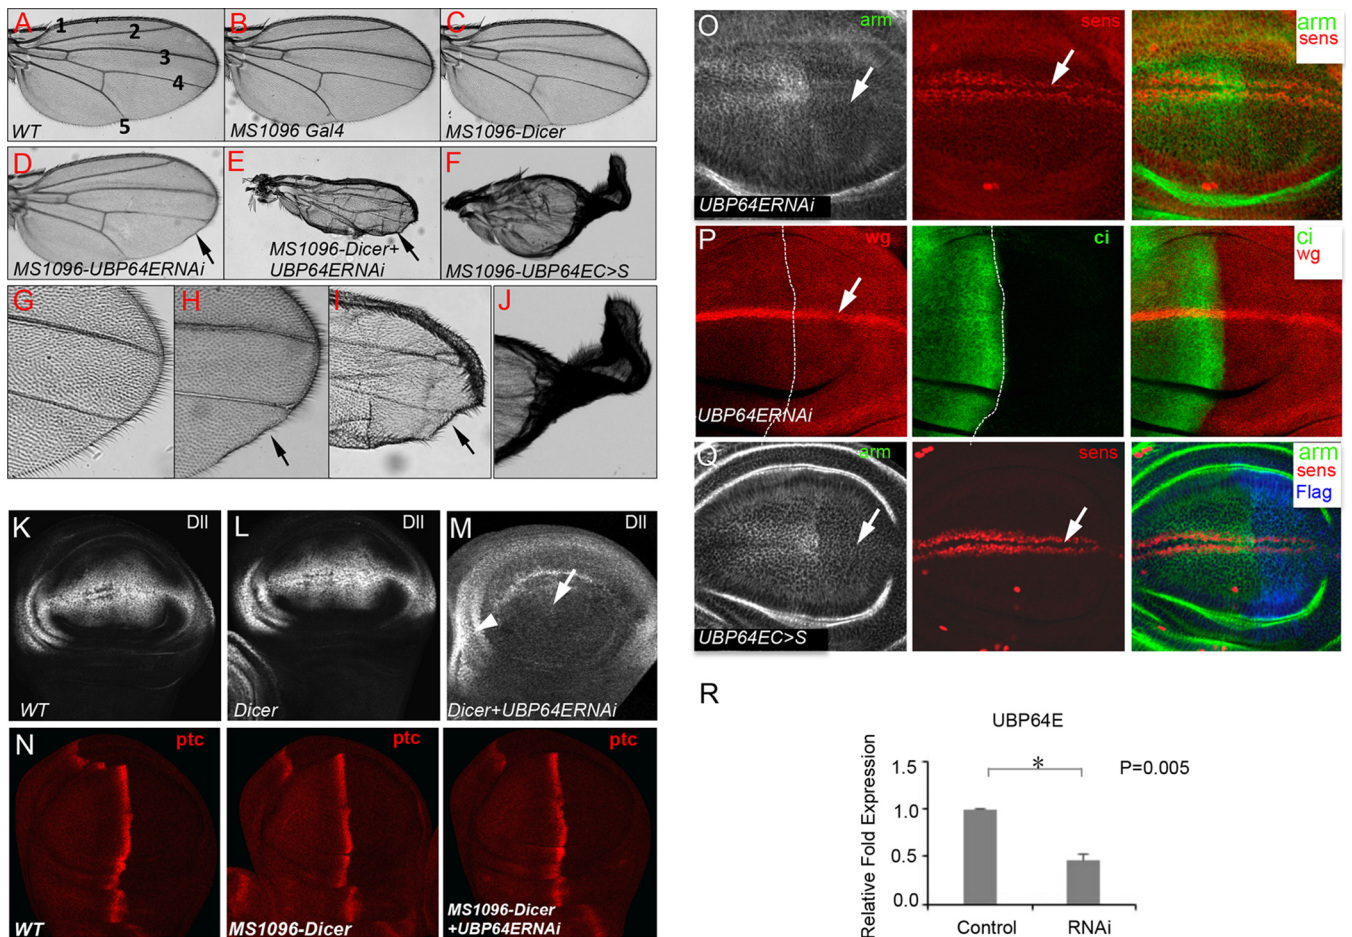 A
1
2
3
4
5
WT
B
MS1096 Gal4
C
MS1096-Dicer
D
MS1096-UBP64ERNAi
E
MS1096-Dicer+
UBP64ERNAi
F
MS1096-UBP64EC>S
G
H
I
J
K
Dll
WT
L
Dll
Dicer
M
Dll
Dicer+UBP64ERNAi
N
ptc
WT
ptc
MS1096-Dicer
ptc
MS1096-Dicer
+UBP64ERNAi
O
arm
UBP64ERNAi
sens
arm
sens
P
wg
UBP64ERNAi
ci
ci
wg
Q
arm
UBP64EC>S
sens
arm
sens
Flag
R
UBP64E
Relative Fold Expression
1.5
1.0
0.5
0.0
*
P=0.005
Control
RNAi